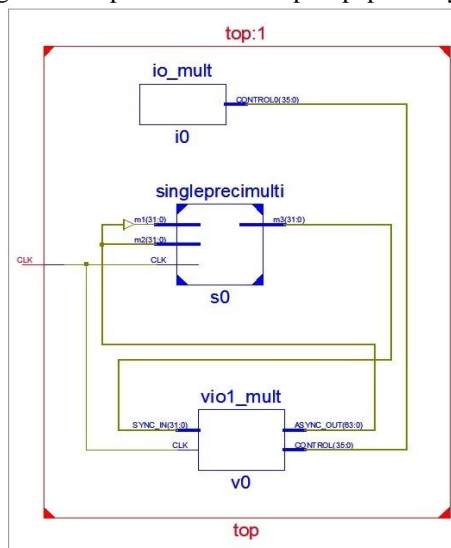 top:1
io_mult
CONTROL0(35:0)
i0
singleprecimulti
m1(31:0)
m3(31:0)
m2(31:0)
CLK
CLK
s0
vio1_mult
SYNC_IN(31:0)
ASYNC_OUT(63:0)
CLK
CONTROL(35:0)
v0
top